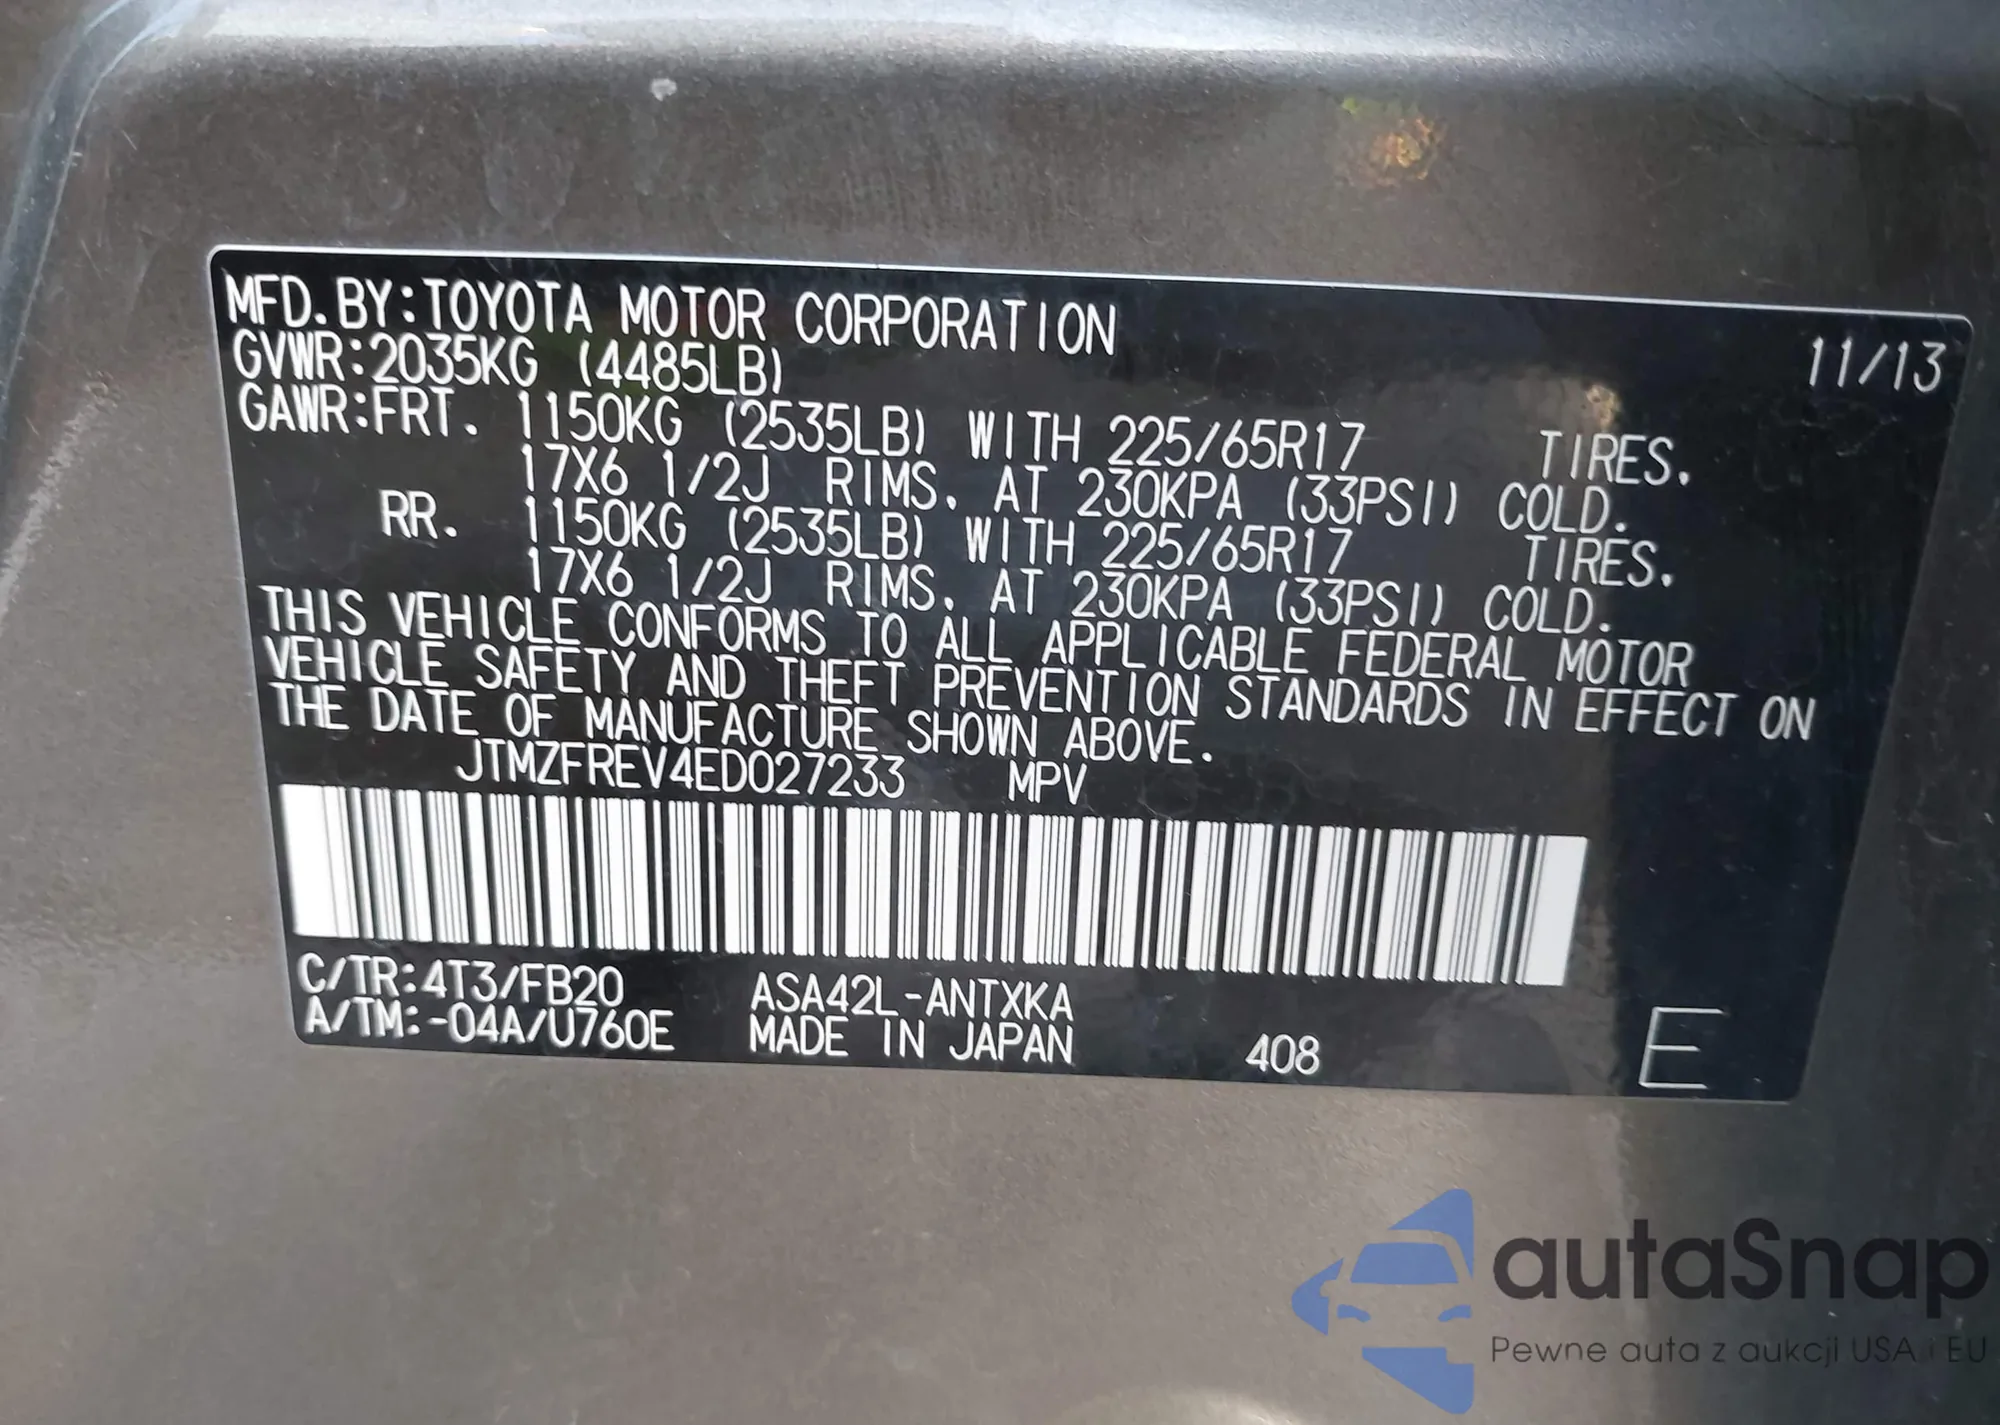 MFD. BY:TOYOTA MOTOR CORPORATION 11/13
GVWR:2035KG (4485LB)
GAWR:FRT. 1150KG (2535LB) WITH 225/65R17 TIRES.
17X6 1/2J RIMS. AT 230KPA (33PSI) COLD.
RR. 1150KG (2535LB) WITH 225/65R17 TIRES.
17X6 1/2J RIMS. AT 230KPA (33PSI) COLD.
THIS VEHICLE CONFORMS TO ALL APPLICABLE FEDERAL MOTOR
VEHICLE SAFETY AND THEFT PREVENTION STANDARDS IN EFFECT ON
THE DATE OF MANUFACTURE SHOWN ABOVE.
JTMZFREV4ED027233 MPV
C/TR:4T3/FB20 ASA42L-ANTXKA
A/TM:-04A/U760E MADE IN JAPAN 408 E
autaSnap
Pewne auta z aukcji USA i EU